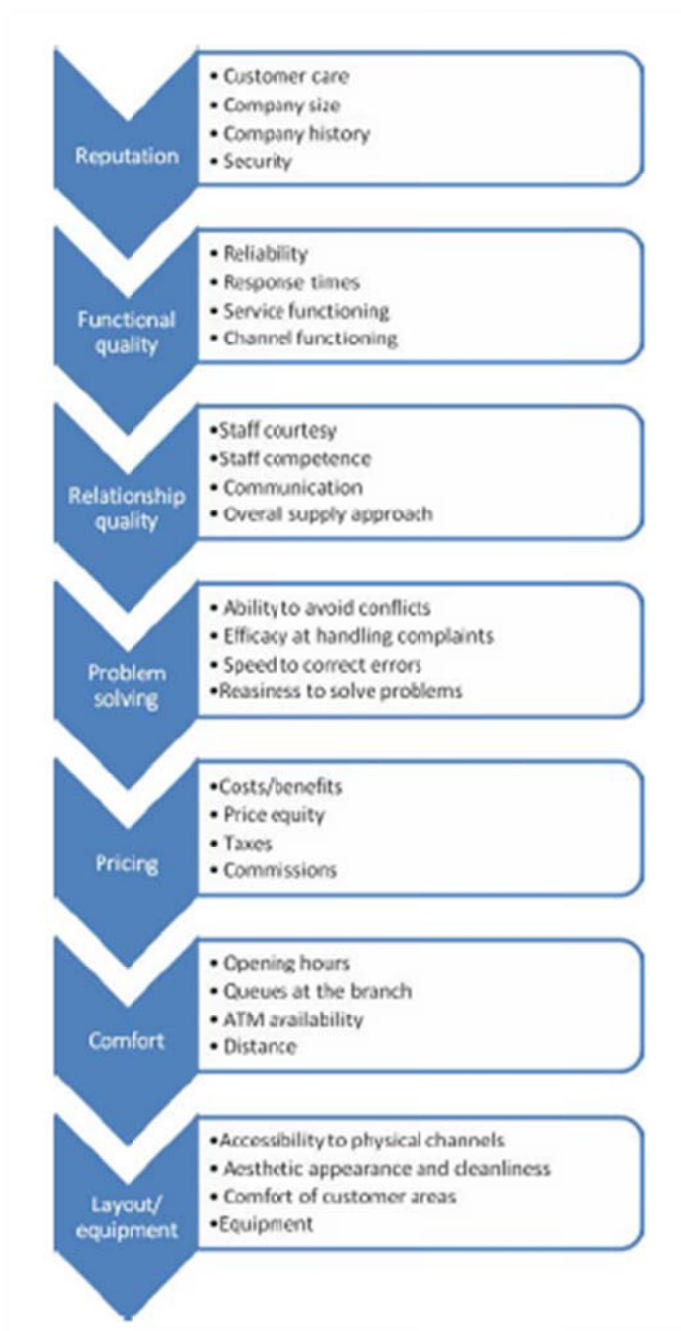 Reputation
• Customer care
• Company size
• Company history
• Security
Functional
quality
• Reliability
• Response times
• Service functioning
• Channel functioning
Relationship
quality
•Staff courtesy
•Staff competence
• Communication
• Overal supply approach
Problem
solving
• Ability to avoid conflicts
• Efficacy at handling complaints
• Speed to correct errors
•Reasiness to solve problems
Pricing
•Costs/benefits
• Price equity
• Taxes
• Commissions
Comfort
• Opening hours
• Queues at the branch
• ATM availability
• Distance
Layout/
equipment
•Accessibility to physical channels
• Aesthetic appearance and cleanliness
• Comfort of customer areas
•Equipment